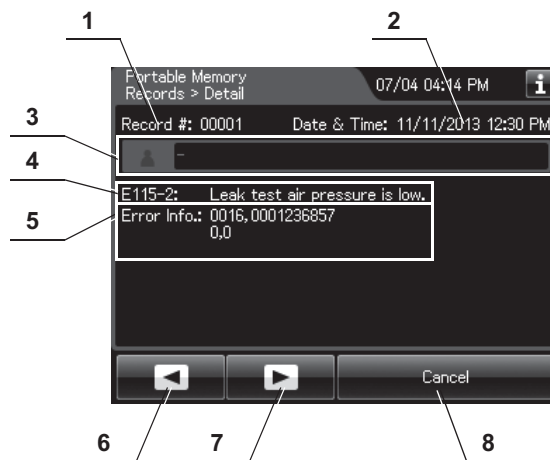 1
2
Portable Memory
Records > Detail
07/04 04:14 PM
i
3
Record #: 00001
Date & Time: 11/11/2013 12:30 PM
-
4
E115-2: Leak test air pressure is low.
5
Error Info.: 0016,0001236857
0,0
Cancel
6
7
8